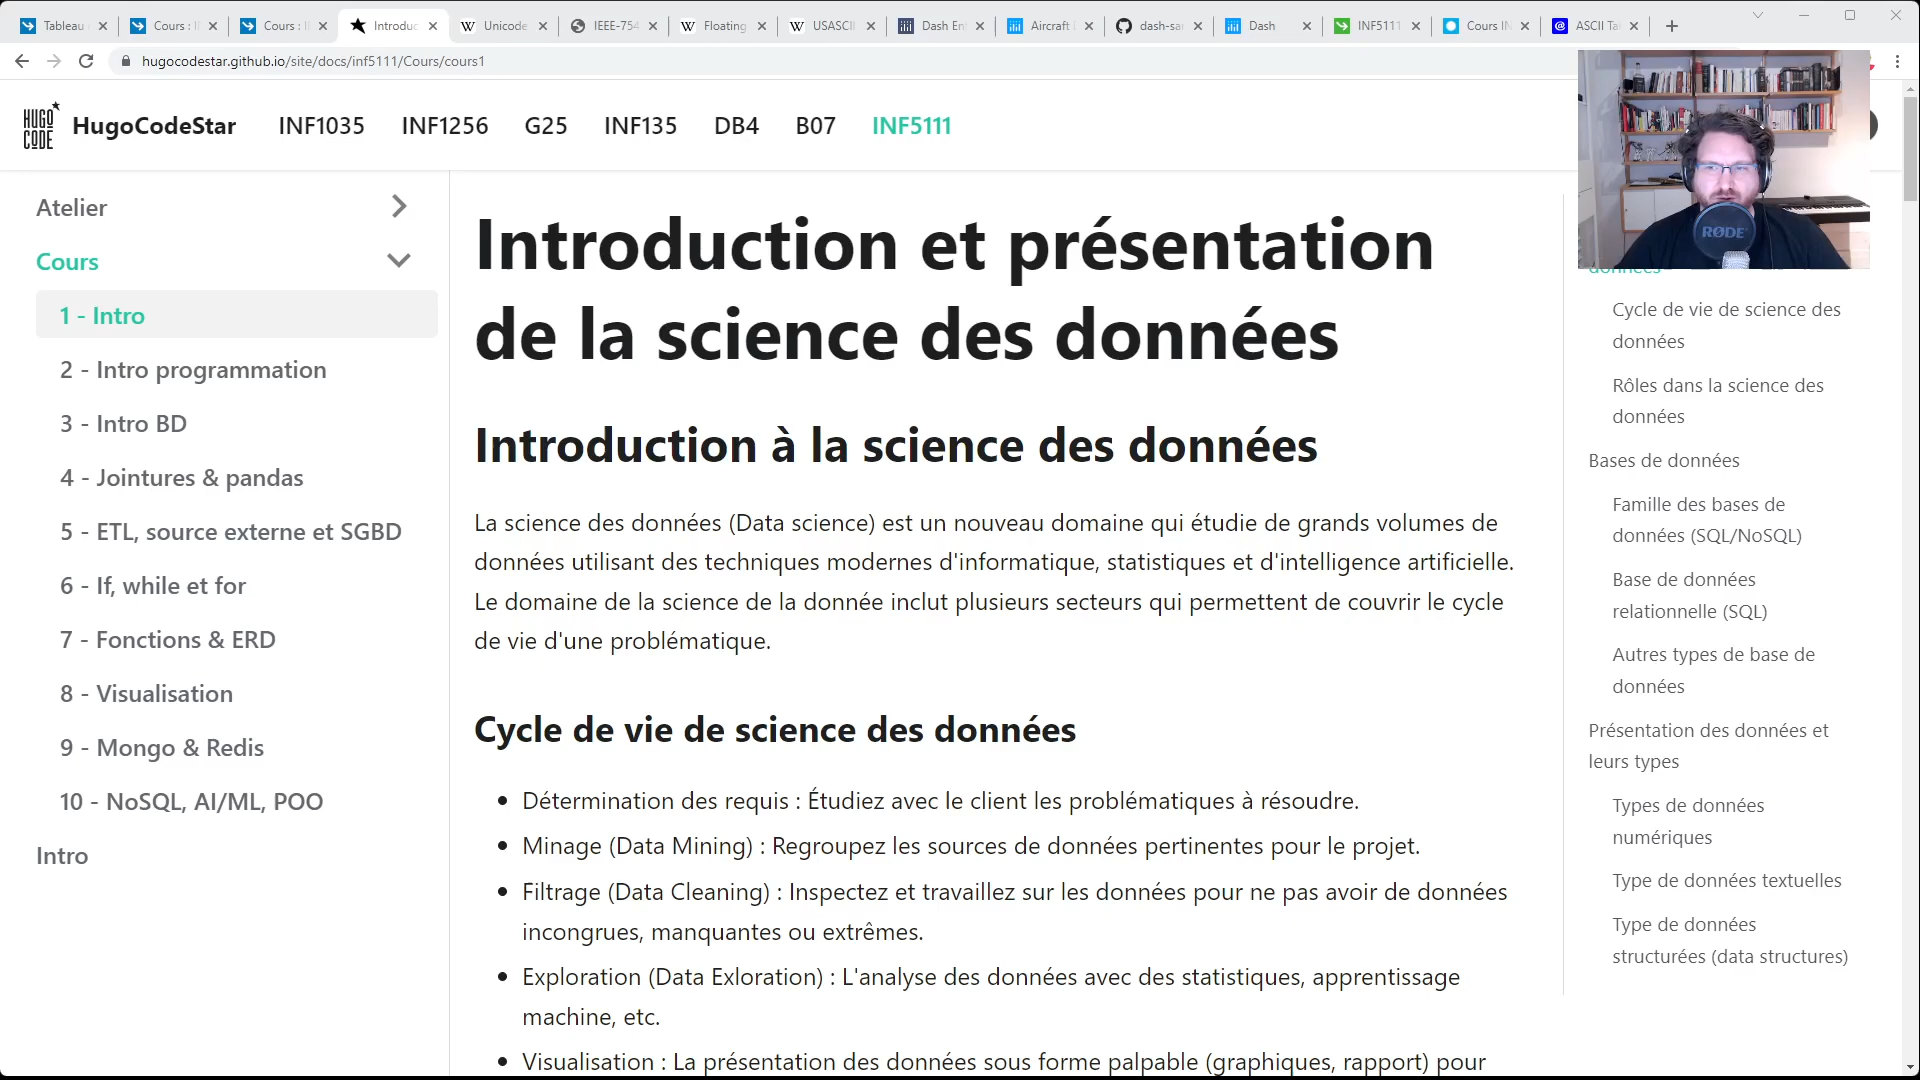 Tableau
Cours : I
Cours : I
Introduc
Unicode
IEEE-754
Floating
USASCII
Dash En
Aircraft
dash-sa
Dash
INF5111
Cours IN
ASCII Ta
hugocodestar.github.io/site/docs/inf5111/Cours/cours1
HUGO
CODE
HugoCodeStar INF1035 INF1256 G25 INF135 DB4 B07 INF5111
RØDE
Atelier
Cours
1 - Intro
2 - Intro programmation
3 - Intro BD
4 - Jointures & pandas
5 - ETL, source externe et SGBD
6 - If, while et for
7 - Fonctions & ERD
8 - Visualisation
9 - Mongo & Redis
10 - NoSQL, AI/ML, POO
Intro
Introduction et présentation
de la science des données
Introduction à la science des données
La science des données (Data science) est un nouveau domaine qui étudie de grands volumes de
données utilisant des techniques modernes d'informatique, statistiques et d'intelligence artificielle.
Le domaine de la science de la donnée inclut plusieurs secteurs qui permettent de couvrir le cycle
de vie d'une problématique.
Cycle de vie de science des données
• Détermination des requis : Étudiez avec le client les problématiques à résoudre.
• Minage (Data Mining) : Regroupez les sources de données pertinentes pour le projet.
• Filtrage (Data Cleaning) : Inspectez et travaillez sur les données pour ne pas avoir de données
incongrues, manquantes ou extrêmes.
• Exploration (Data Exloration) : L'analyse des données avec des statistiques, apprentissage
machine, etc.
• Visualisation : La présentation des données sous forme palpable (graphiques, rapport) pour
données
Cycle de vie de science des
données
Rôles dans la science des
données
Bases de données
Famille des bases de
données (SQL/NoSQL)
Base de données
relationnelle (SQL)
Autres types de base de
données
Présentation des données et
leurs types
Types de données
numériques
Type de données textuelles
Type de données
structurées (data structures)